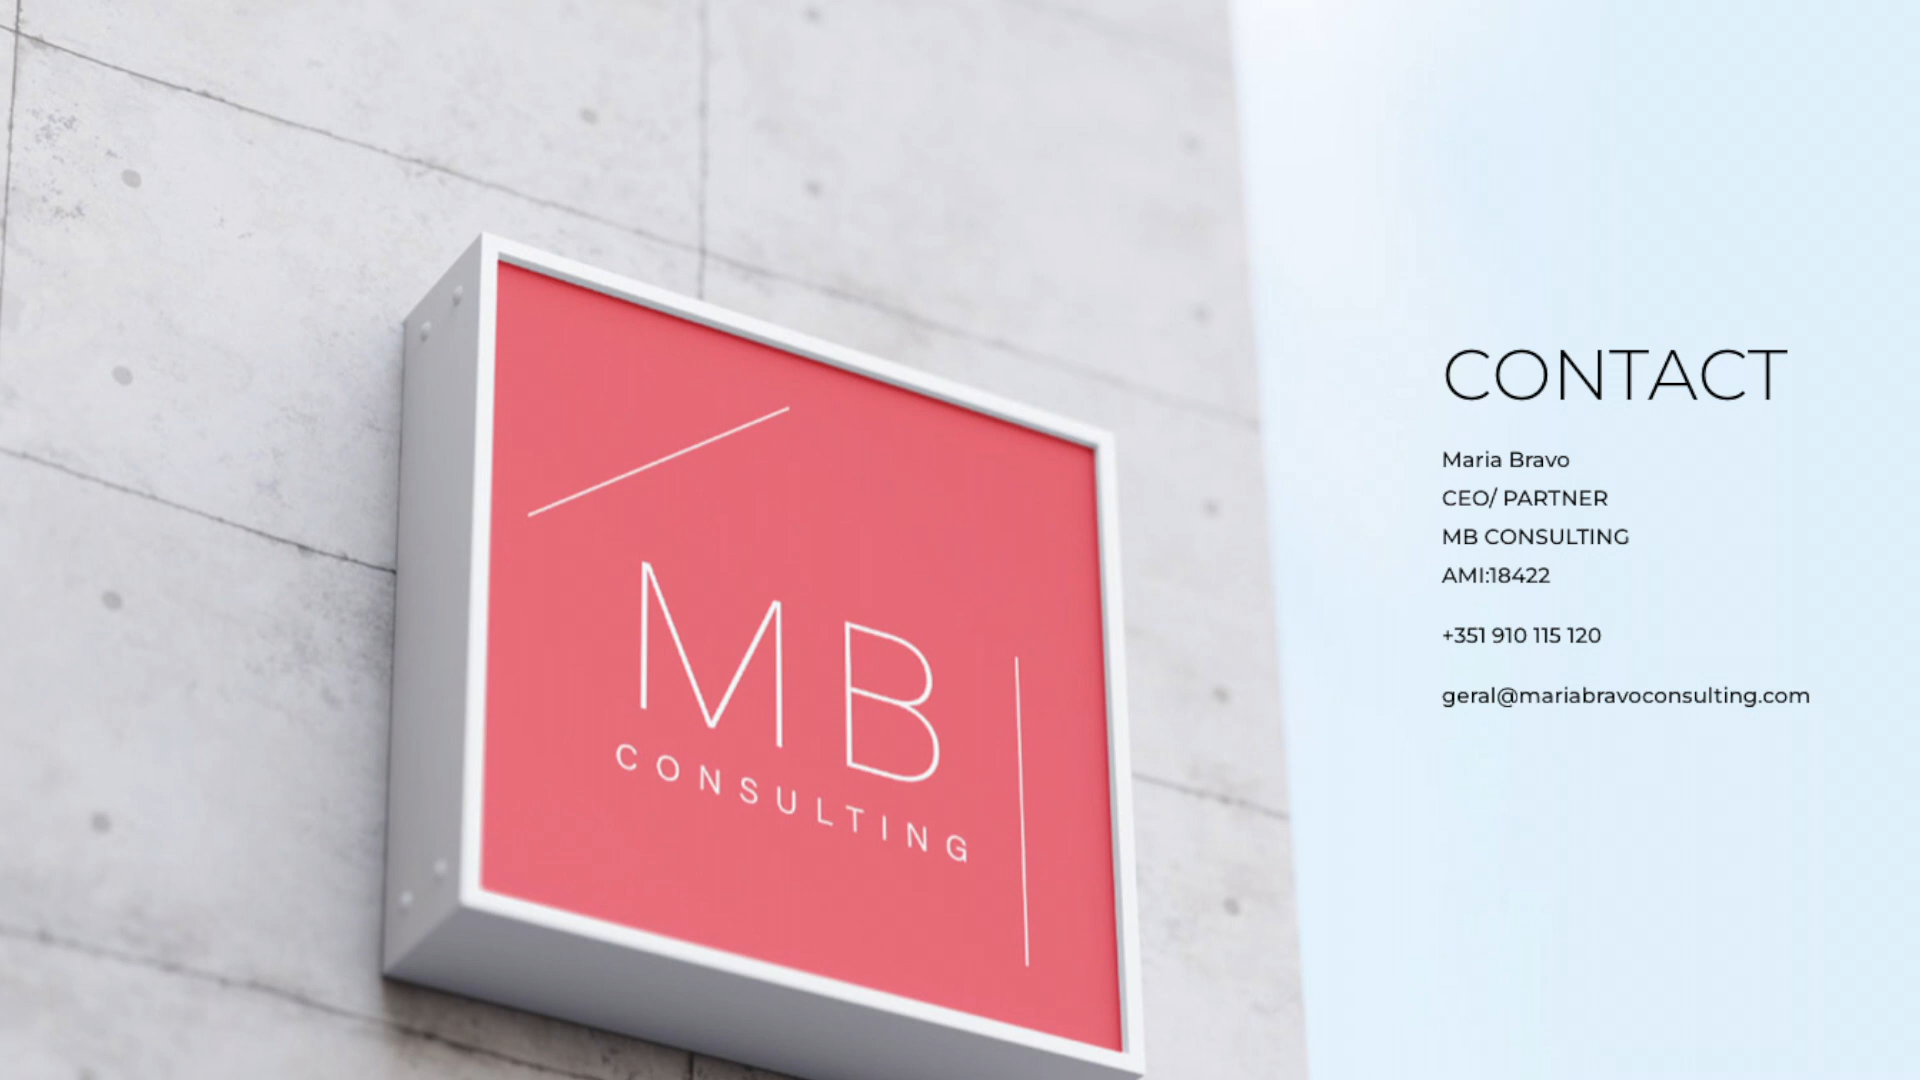 MB
CONSULTING
CONTACT
Maria Bravo
CEO/ PARTNER
MB CONSULTING
AMI:18422
+351 910 115 120
geral@mariabravoconsulting.com